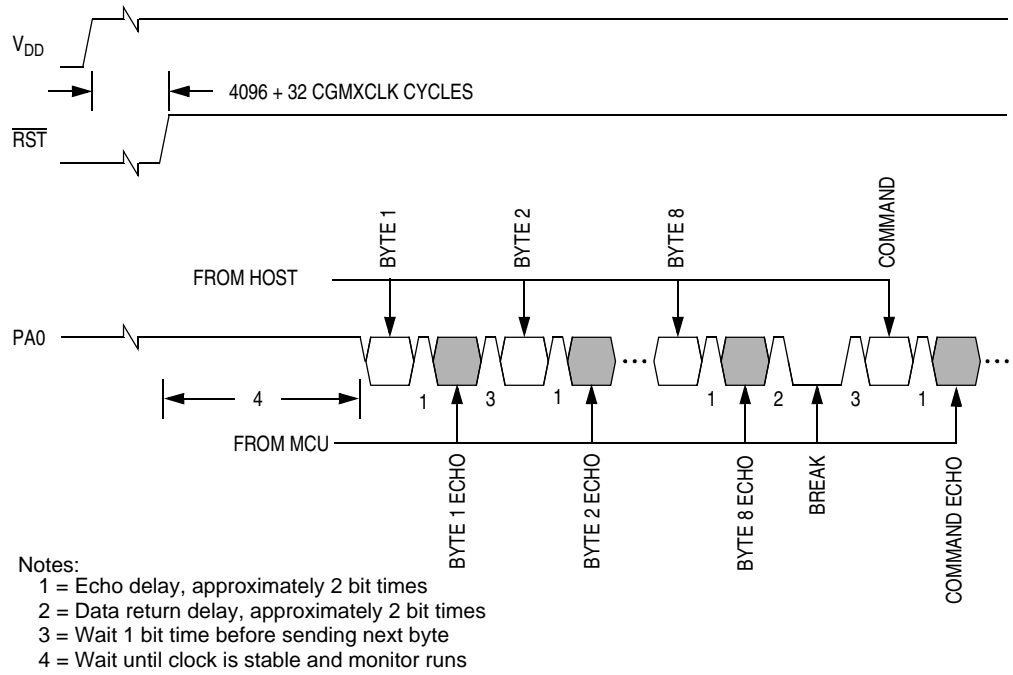 VDD
4096 + 32 CGMXCLK CYCLES
RST
BYTE 1
BYTE 2
BYTE 8
COMMAND
FROM HOST
PA0
4
1
3
1
1
2
3
1
FROM MCU
BYTE 1 ECHO
BYTE 2 ECHO
BYTE 8 ECHO
BREAK
COMMAND ECHO
Notes:
1 = Echo delay, approximately 2 bit times
2 = Data return delay, approximately 2 bit times
3 = Wait 1 bit time before sending next byte
4 = Wait until clock is stable and monitor runs